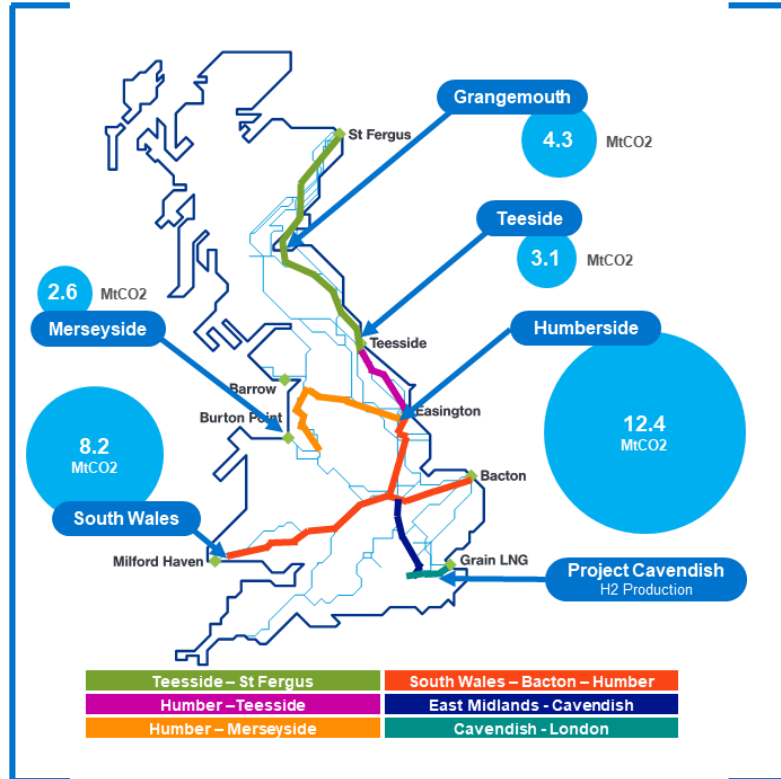 Grangemouth
4.3
MtCO2
St Fergus
Teeside
3.1
MtCO2
2.6
MtCO2
Merseyside
Humberside
Teesside
Barrow
Burton Point
Easington
12.4
MtCO2
8.2
MtCO2
Bacton
South Wales
Milford Haven
Grain LNG
Project Cavendish
H2 Production
Teesside – St Fergus
South Wales – Bacton – Humber
Humber –Teesside
East Midlands - Cavendish
Humber – Merseyside
Cavendish - London